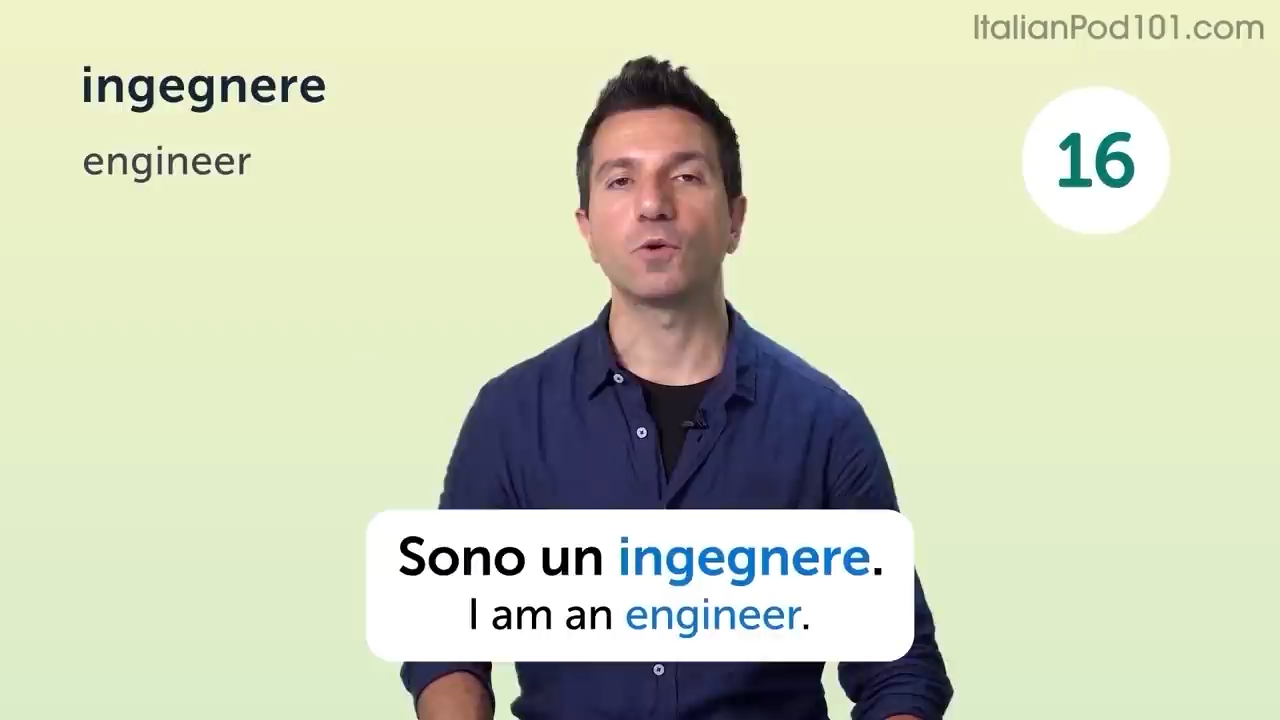 ItalianPod101.com
ingegnere
engineer
16
Sono un ingegnere.
I am an engineer.